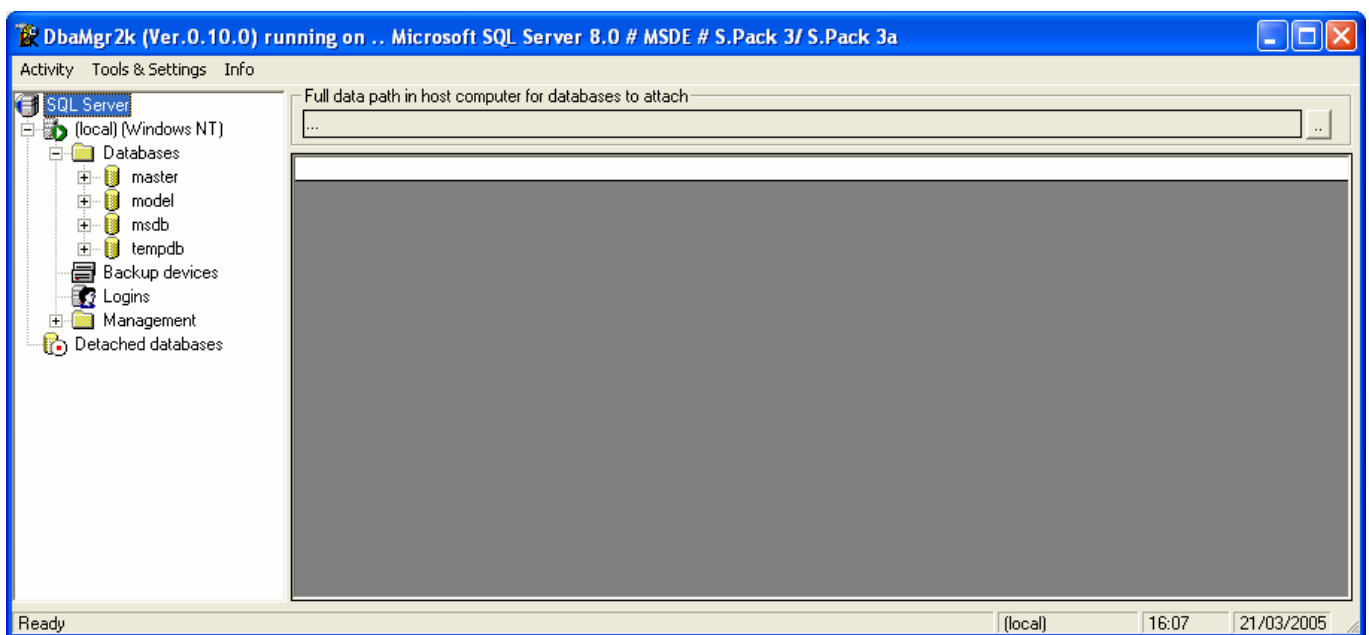 DbaMgr2k (Ver.0.10.0) running on .. Microsoft SQL Server 8.0 # MSDE # S.Pack 3/ S.Pack 3a
Activity Tools & Settings Info
SQL Server
(local) (Windows NT)
Databases
master
model
msdb
tempdb
Backup devices
Logins
Management
Detached databases
Full data path in host computer for databases to attach
...
..
Ready (local) 16:07 21/03/2005